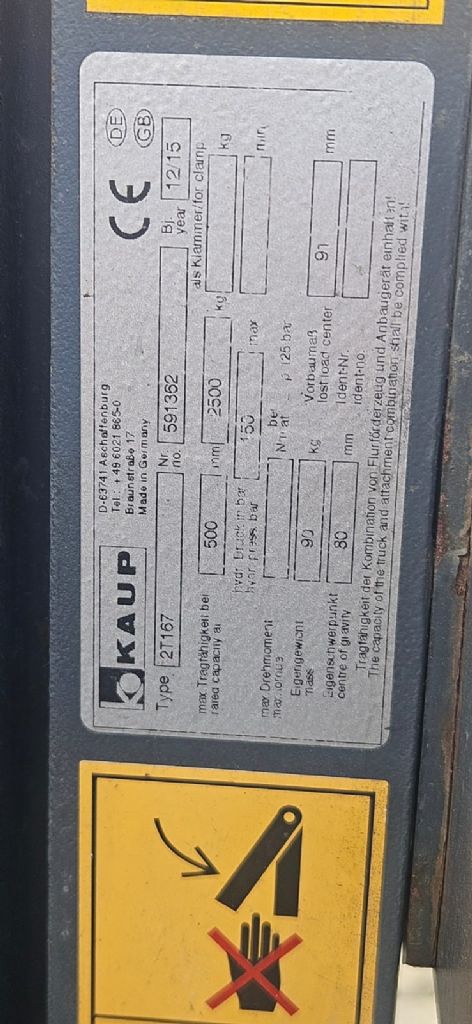 KAUP
D-63741 Aschaffenburg
Tel.: +49 6021 865-0
Braunstraße 17
Made in Germany
CE
DE
GB
Type 2T167 Nr. no. 591362 Bj. year 12/15
als Klammer/for clamp
max Tragfähigkeit bei
rated capacity at 500 mm 2500 kg kg
hydr. Druck in bar
hydr. press. bar 150 max min.
max Drehmoment
max. torque Nm bei at p 125 bar
Eigengewicht
mass 90 kg Vorbaumaß
lost load center 91 mm
Eigenschwerpunkt
centre of gravity 80 mm Ident-Nr.
Ident-no.
Tragfähigkeit der Kombination von Flurförderzeug und Anbaugerät einhalten!
The capacity of the truck and attachment combination shall be complied with!